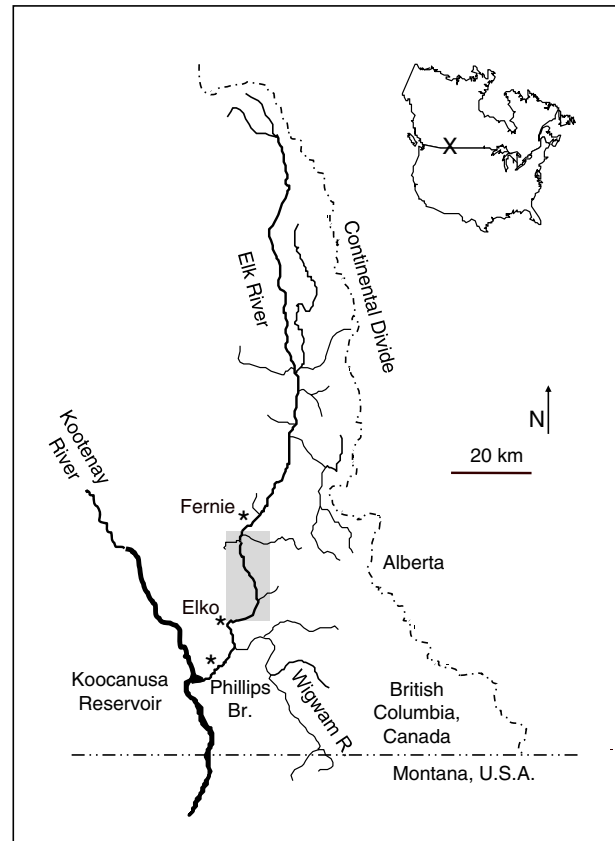 X
Continental Divide
Elk River
N
20 km
Kootenay
River
Fernie
*
Alberta
Elko
*
*
Koocanusa
Reservoir
Phillips
Br.
Wigwam R
British
Columbia,
Canada
Montana, U.S.A.